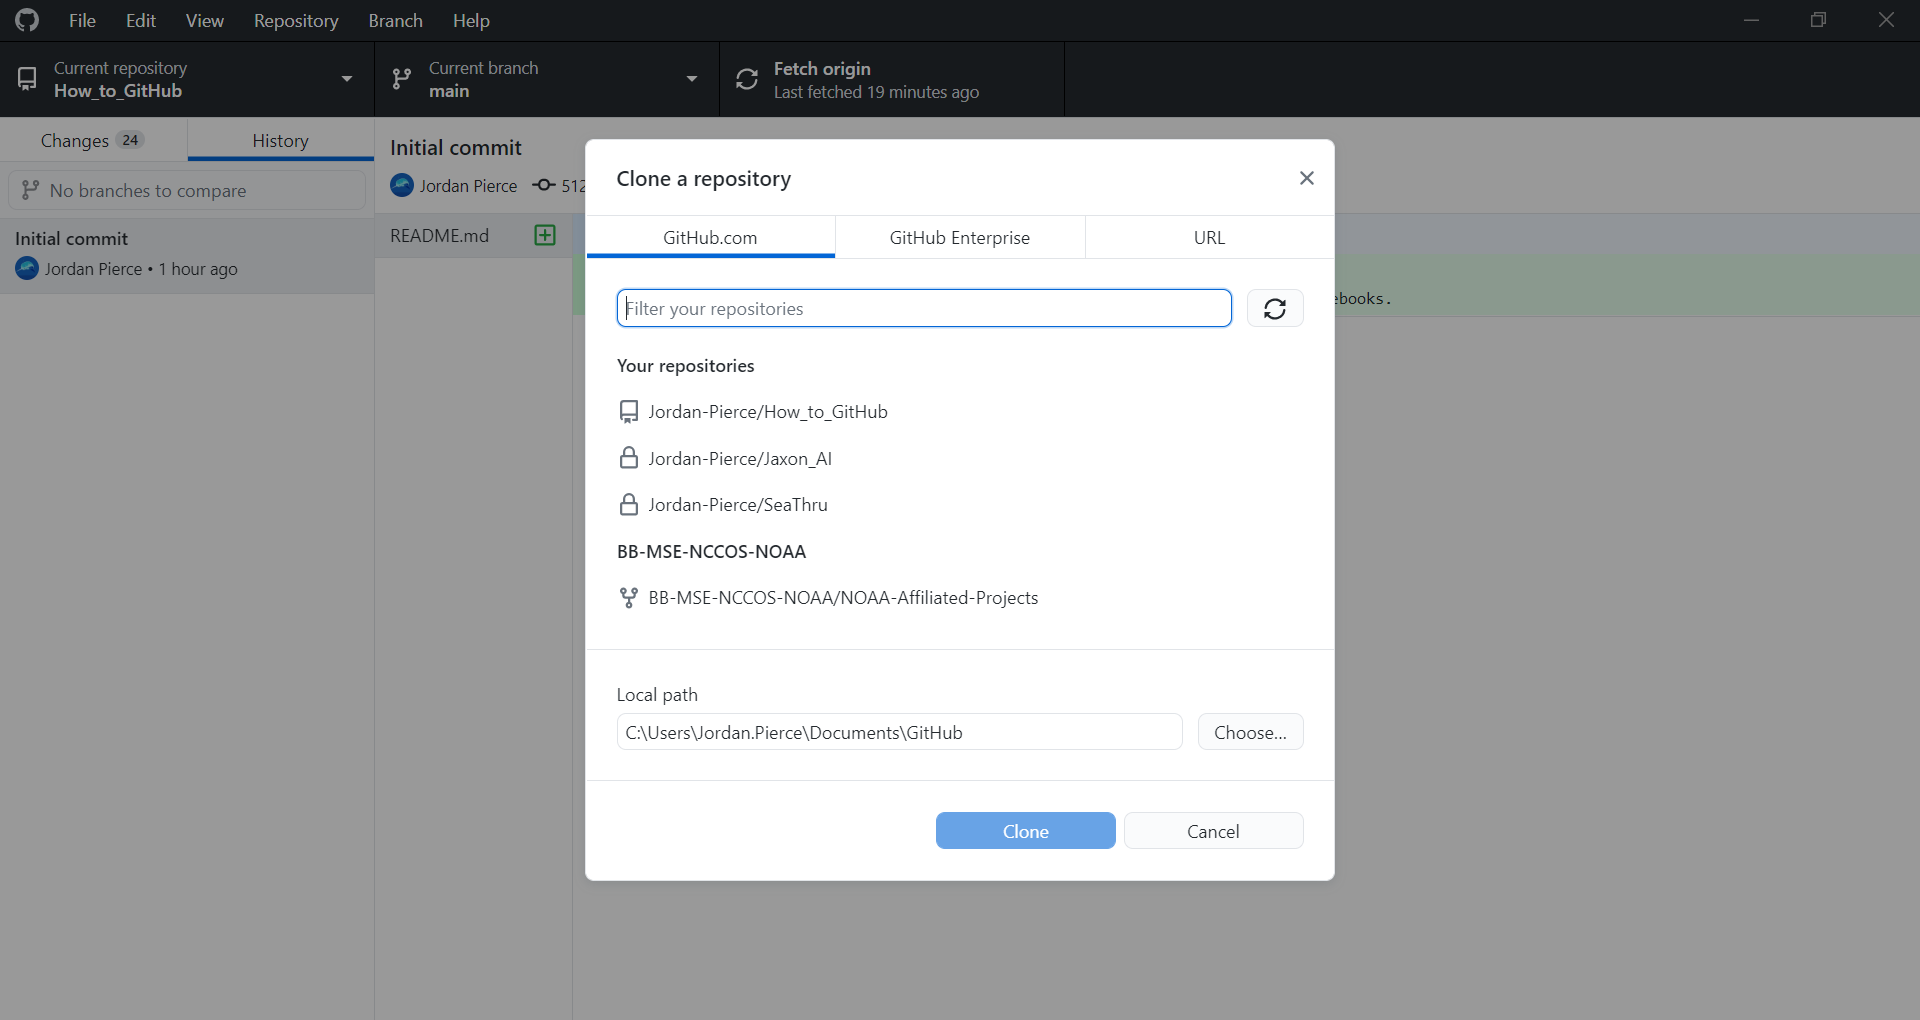 File Edit View Repository Branch Help
Current repository
How_to_GitHub
Current branch
main
Fetch origin
Last fetched 19 minutes ago
Changes 24
History
No branches to compare
Initial commit
Jordan Pierce • 1 hour ago
Initial commit
Jordan Pierce 512
README.md
ebooks.
Clone a repository
GitHub.com
GitHub Enterprise
URL
Filter your repositories
Your repositories
Jordan-Pierce/How_to_GitHub
Jordan-Pierce/Jaxon_AI
Jordan-Pierce/SeaThru
BB-MSE-NCCOS-NOAA
BB-MSE-NCCOS-NOAA/NOAA-Affiliated-Projects
Local path
C:\Users\Jordan.Pierce\Documents\GitHub
Choose...
Clone
Cancel